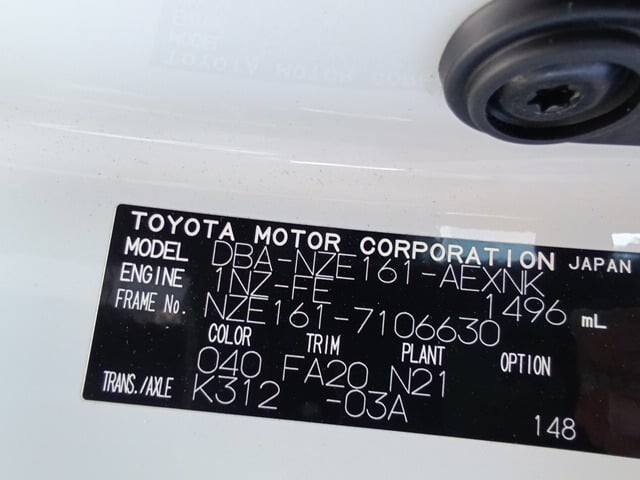 TOYOTA MOTOR CORPORATION JAPAN
MODEL DBA-NZE161-AEXNK
ENGINE 1NZ-FE 1496 mL
FRAME No. NZE161-7106630
COLOR TRIM PLANT OPTION
040 FA20 N21
TRANS./AXLE K312 -03A
148